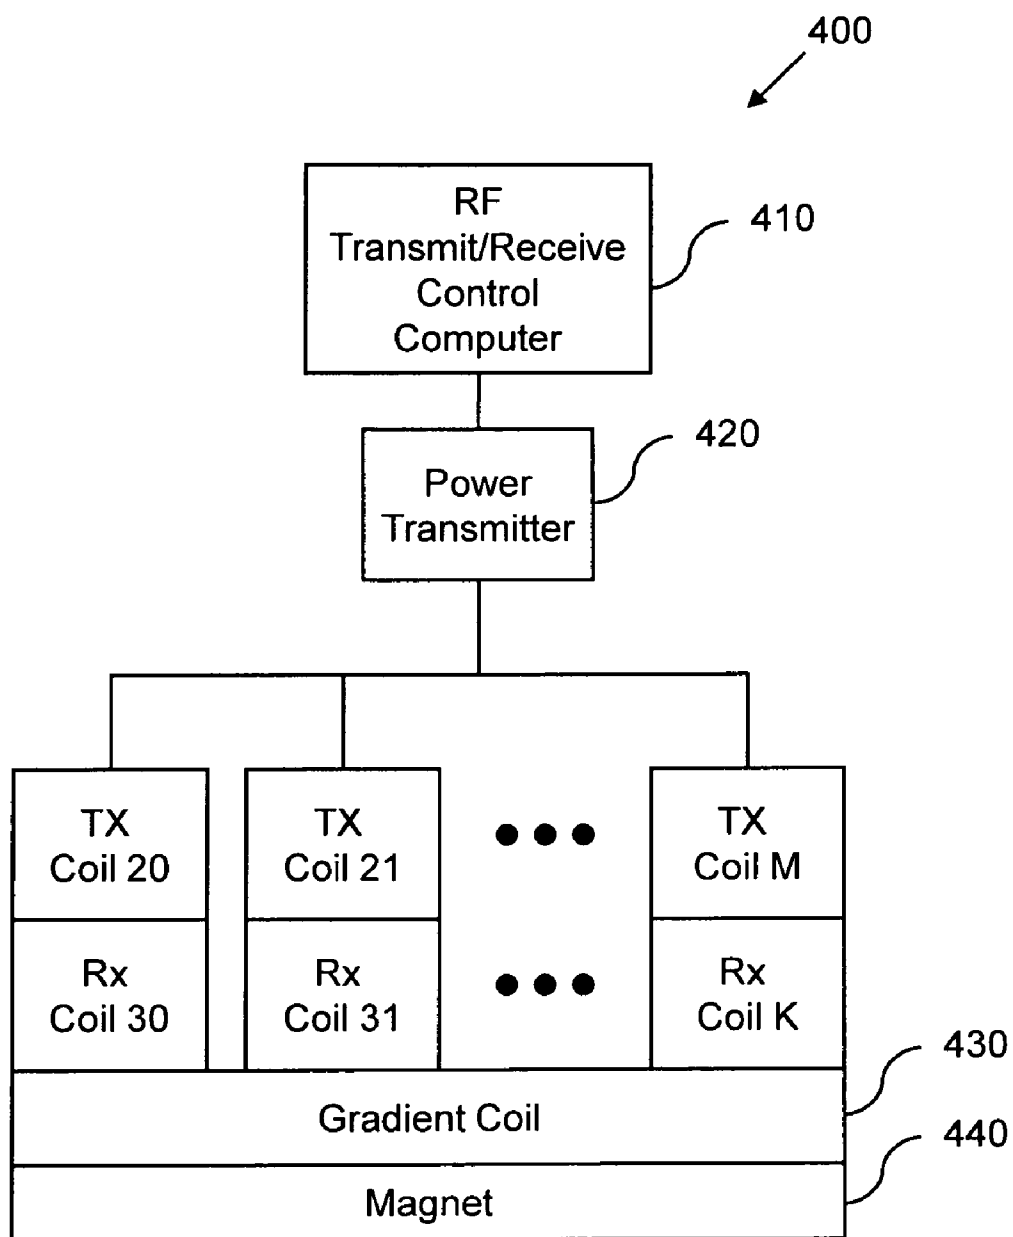 400
RF
Transmit/Receive
Control
Computer
410
Power
Transmitter
420
TX
Coil 20
TX
Coil 21
TX
Coil M
Rx
Coil 30
Rx
Coil 31
Rx
Coil K
Gradient Coil
430
Magnet
440